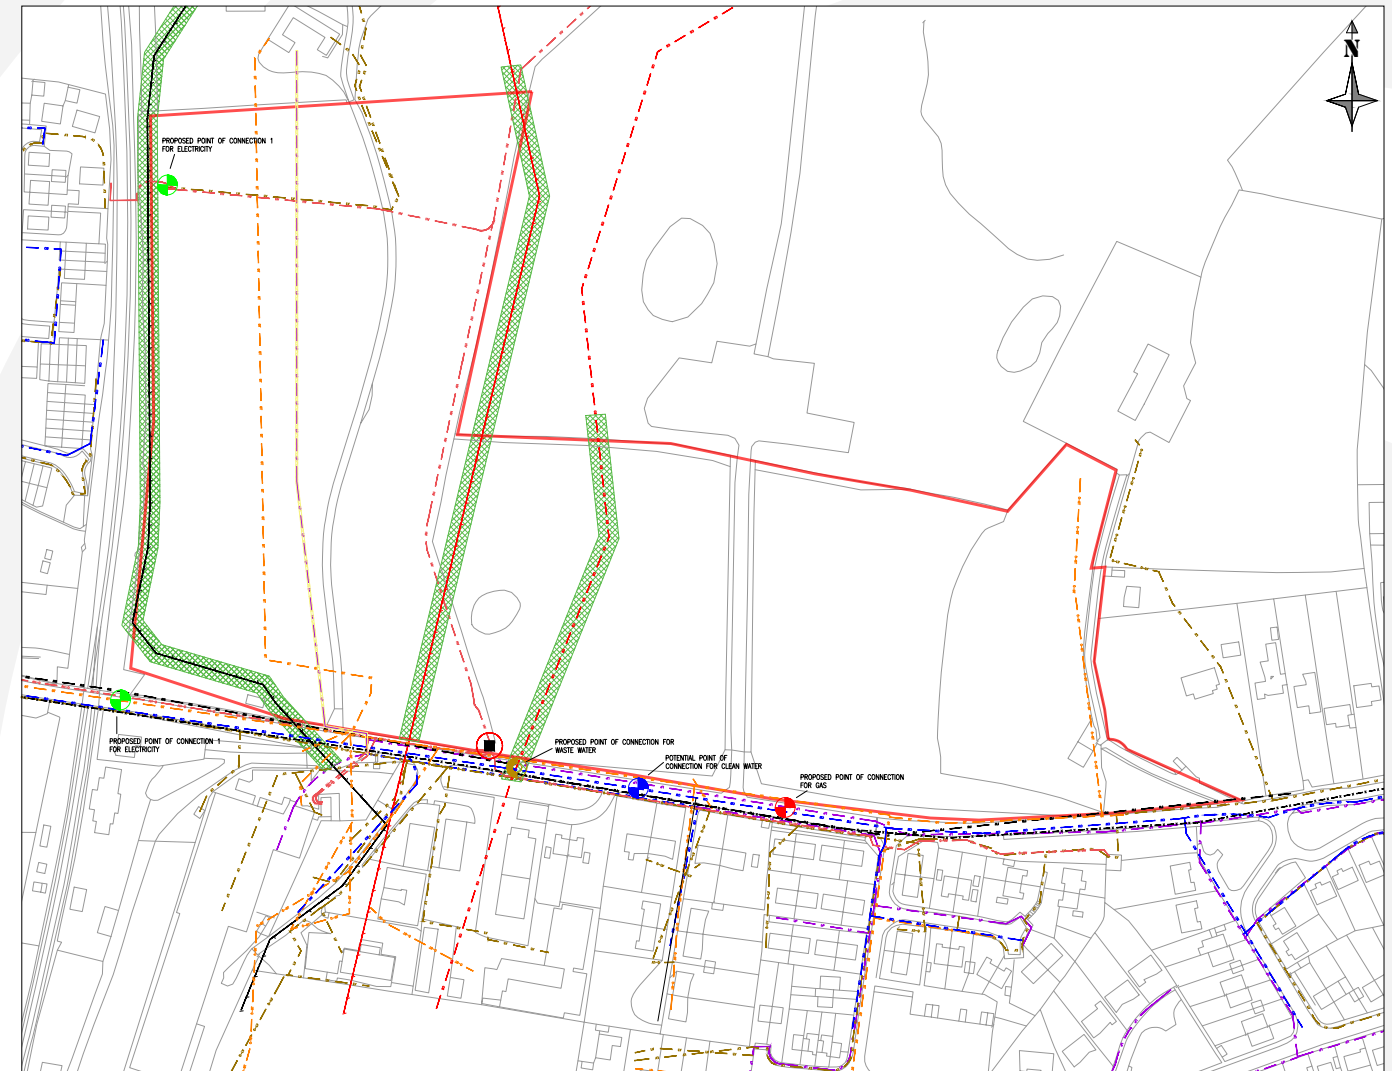 N
PROPOSED POINT OF CONNECTION 1
FOR ELECTRICITY
PROPOSED POINT OF CONNECTION 1
FOR ELECTRICITY
PROPOSED POINT OF CONNECTION FOR
WASTE WATER
POTENTIAL POINT OF
CONNECTION FOR CLEAN WATER
PROPOSED POINT OF CONNECTION
FOR GAS